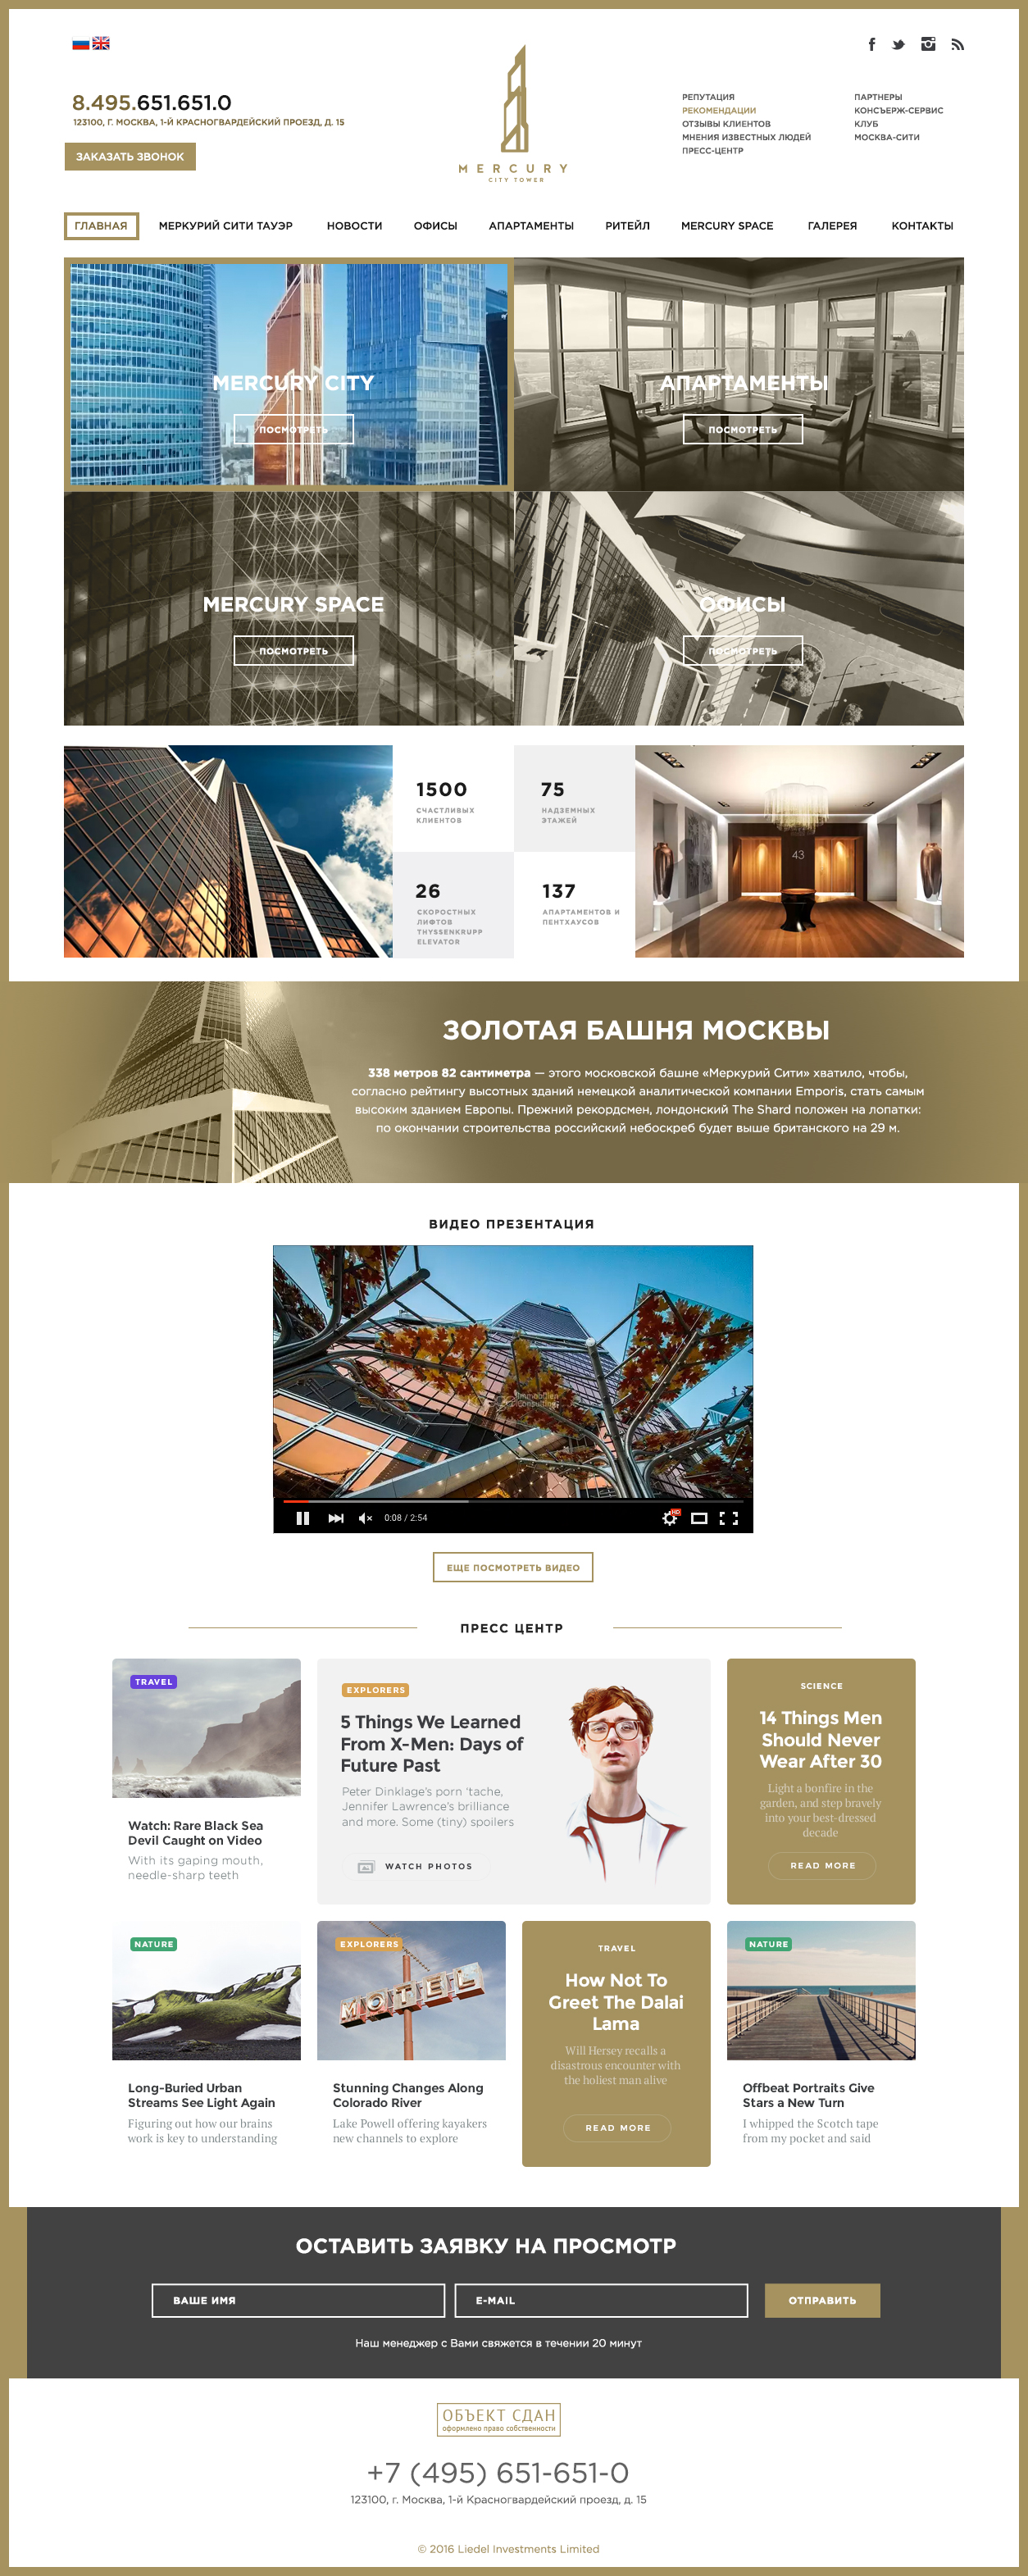 8.495.651.651.0
123100, Г. МОСКВА, 1-Й КРАСНОГВАРДЕЙСКИЙ ПРОЕЗД, Д. 15
ЗАКАЗАТЬ ЗВОНОК
MERCURY
CITY TOWER
РЕПУТАЦИЯ
РЕКОМЕНДАЦИИ
ОТЗЫВЫ КЛИЕНТОВ
МНЕНИЯ ИЗВЕСТНЫХ ЛЮДЕЙ
ПРЕСС-ЦЕНТР
ПАРТНЕРЫ
КОНСЪЕРЖ-СЕРВИС
КЛУБ
МОСКВА-СИТИ
ГЛАВНАЯ МЕРКУРИЙ СИТИ ТАУЭР НОВОСТИ ОФИСЫ АПАРТАМЕНТЫ РИТЕЙЛ MERCURY SPACE ГАЛЕРЕЯ КОНТАКТЫ
MERCURY CITY
ПОСМОТРЕТЬ
АПАРТАМЕНТЫ
ПОСМОТРЕТЬ
MERCURY SPACE
ПОСМОТРЕТЬ
ОФИСЫ
ПОСМОТРЕТЬ
1500
СЧАСТЛИВЫХ
КЛИЕНТОВ
75
НАДЗЕМНЫХ
ЭТАЖЕЙ
26
СКОРОСТНЫХ
ЛИФТОВ
THYSSENKRUPP
ELEVATOR
137
АПАРТАМЕНТОВ И
ПЕНТХАУСОВ
43
ЗОЛОТАЯ БАШНЯ МОСКВЫ
338 метров 82 сантиметра — этого московской башне «Меркурий Сити» хватило, чтобы,
согласно рейтингу высотных зданий немецкой аналитической компании Emporis, стать самым
высоким зданием Европы. Прежний рекордсмен, лондонский The Shard положен на лопатки:
по окончании строительства российский небоскреб будет выше британского на 29 м.
ВИДЕО ПРЕЗЕНТАЦИЯ
Immobilien
Consulting
0:08 / 2:54
HD
ЕЩЕ ПОСМОТРЕТЬ ВИДЕО
ПРЕСС ЦЕНТР
TRAVEL
Watch: Rare Black Sea
Devil Caught on Video
With its gaping mouth,
needle-sharp teeth
EXPLORERS
5 Things We Learned
From X-Men: Days of
Future Past
Peter Dinklage's porn 'tache,
Jennifer Lawrence's brilliance
and more. Some (tiny) spoilers
WATCH PHOTOS
SCIENCE
14 Things Men
Should Never
Wear After 30
Light a bonfire in the
garden, and step bravely
into your best-dressed
decade
READ MORE
NATURE
Long-Buried Urban
Streams See Light Again
Figuring out how our brains
work is key to understanding
EXPLORERS
MOTEL
Stunning Changes Along
Colorado River
Lake Powell offering kayakers
new channels to explore
TRAVEL
How Not To
Greet The Dalai
Lama
Will Hersey recalls a
disastrous encounter with
the holiest man alive
READ MORE
NATURE
Offbeat Portraits Give
Stars a New Turn
I whipped the Scotch tape
from my pocket and said
ОСТАВИТЬ ЗАЯВКУ НА ПРОСМОТР
ВАШЕ ИМЯ
E-MAIL
ОТПРАВИТЬ
Наш менеджер с Вами свяжется в течении 20 минут
ОБЪЕКТ СДАН
оформлено право собственности
+7 (495) 651-651-0
123100, г. Москва, 1-й Красногвардейский проезд, д. 15
© 2016 Liedel Investments Limited